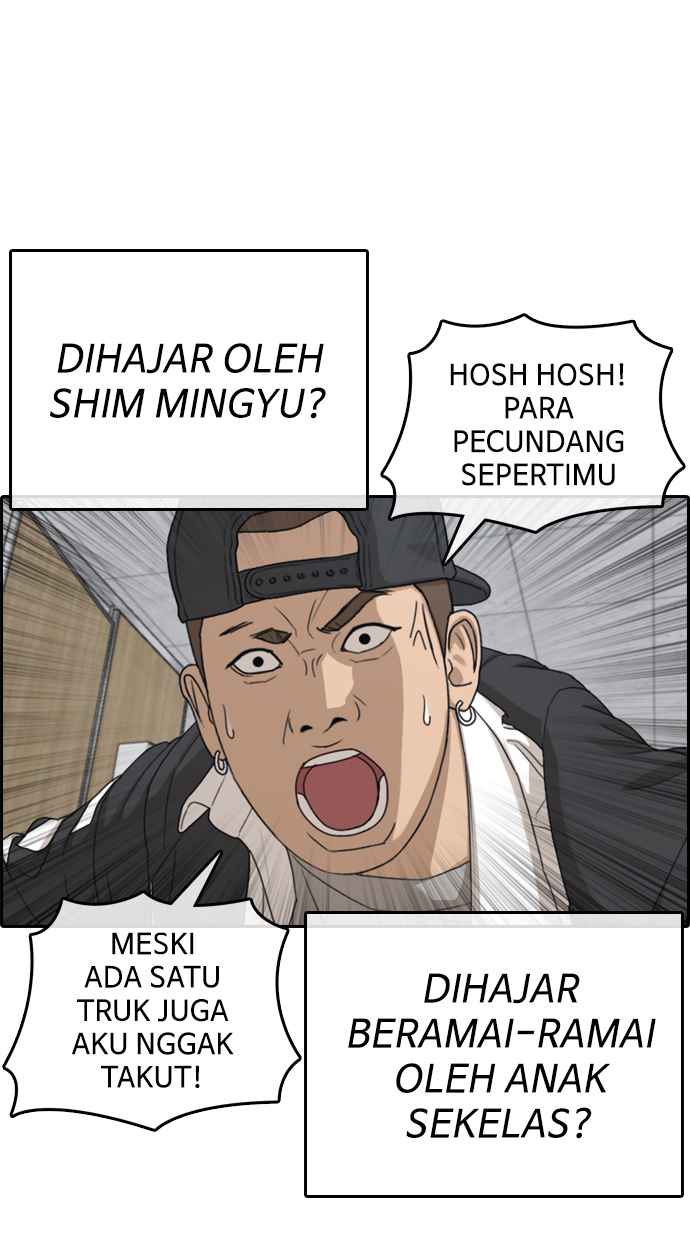 DIHAJAR OLEH
SHIM MINGYU?
HOSH HOSH!
PARA
PECUNDANG
SEPERTIMU
MESKI
ADA SATU
TRUK JUGA
AKU NGGAK
TAKUT!
DIHAJAR
BERAMAI-RAMAI
OLEH ANAK
SEKELAS?